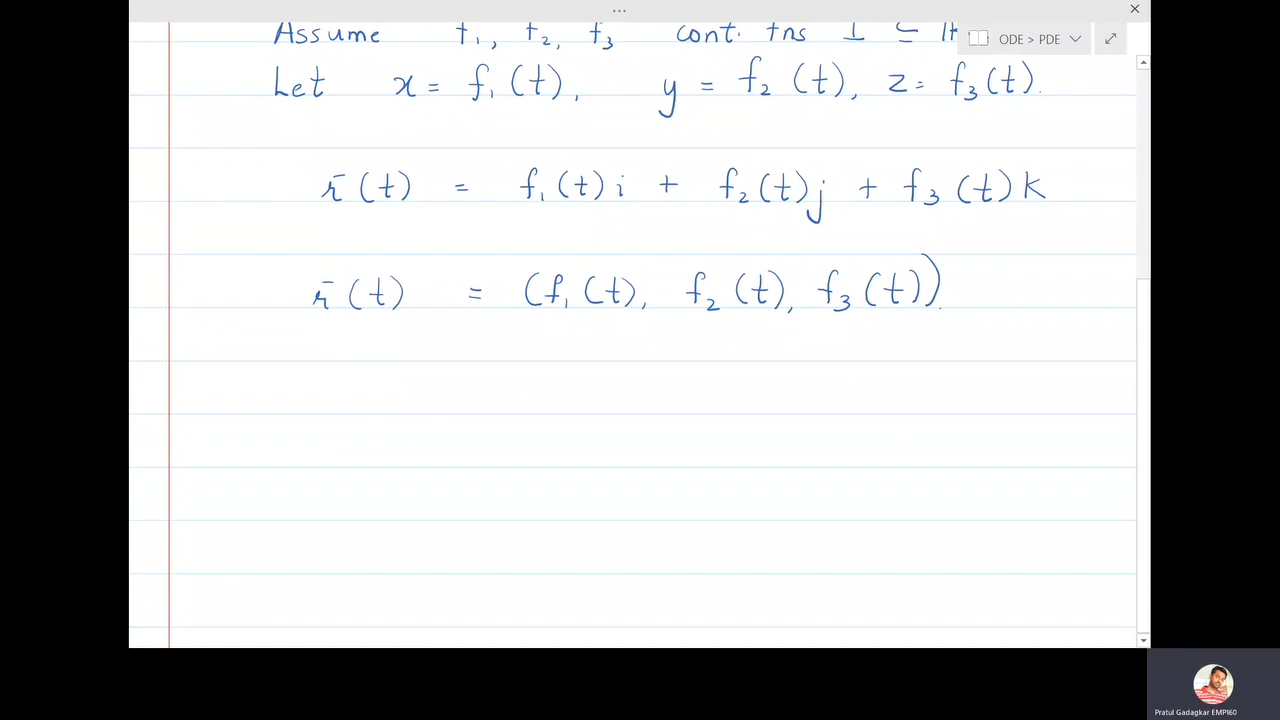 ...
ODE > PDE
Assume f₁, f₂, f₃ cont. fns I ⊆
Let x = f₁(t), y = f₂(t), z = f₃(t).
r̄(t) = f₁(t)i + f₂(t)j + f₃(t)k
r̄(t) = (f₁(t), f₂(t), f₃(t)).
Pratul Gadagkar EMP160